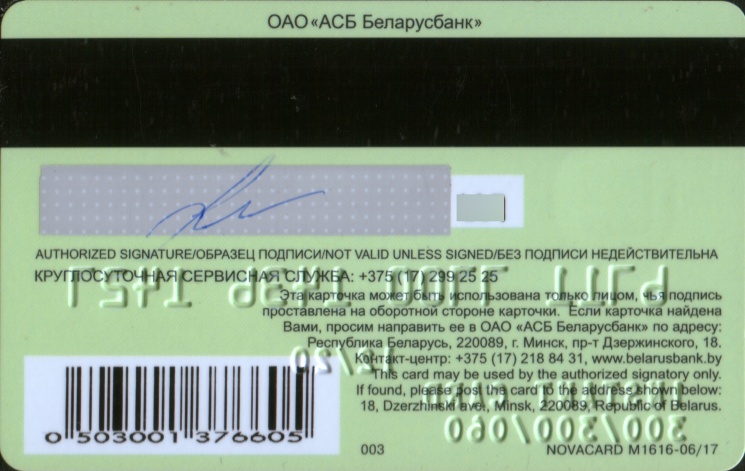 ОАО «АСБ Беларусбанк»
AUTHORIZED SIGNATURE/ОБРАЗЕЦ ПОДПИСИ/NOT VALID UNLESS SIGNED/БЕЗ ПОДПИСИ НЕДЕЙСТВИТЕЛЬНА
КРУГЛОСУТОЧНАЯ СЕРВИСНАЯ СЛУЖБА: +375 (17) 299 25 25
Эта карточка может быть использована только лицом, чья подпись
проставлена на оборотной стороне карточки. Если карточка найдена
Вами, просим направить ее в ОАО «АСБ Беларусбанк» по адресу:
Республика Беларусь, 220089, г. Минск, пр-т Дзержинского, 18.
Контакт-центр: +375 (17) 218 84 31, www.belarusbank.by
This card may be used by the authorized signatory only.
If found, please post the card to the address shown below:
18, Dzerzhinski ave., Minsk, 220089, Republic of Belarus.
0 503001 376605
003 NOVACARD M1616-06/17